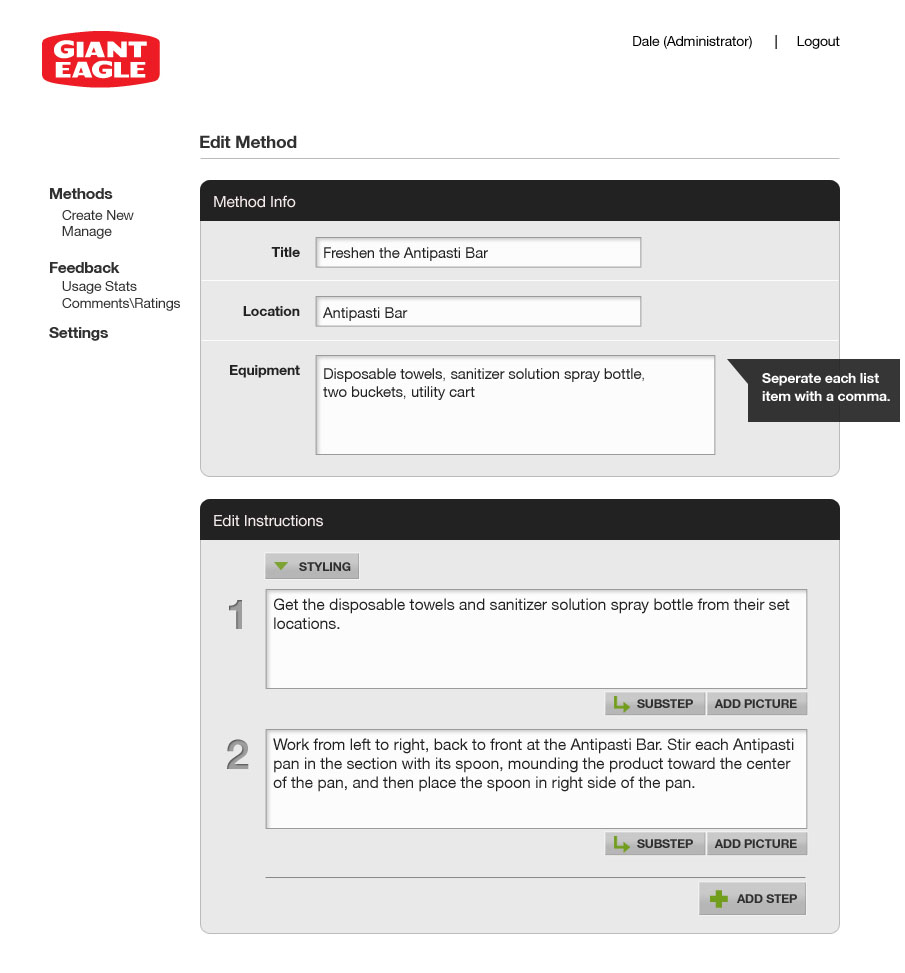 GIANT
EAGLE
Dale (Administrator) | Logout
Edit Method
Methods
Create New
Manage
Feedback
Usage Stats
Comments\Ratings
Settings
Method Info
Title
Freshen the Antipasti Bar
Location
Antipasti Bar
Equipment
Disposable towels, sanitizer solution spray bottle,
two buckets, utility cart
Seperate each list
item with a comma.
Edit Instructions
STYLING
1
Get the disposable towels and sanitizer solution spray bottle from their set
locations.
SUBSTEP
ADD PICTURE
2
Work from left to right, back to front at the Antipasti Bar. Stir each Antipasti
pan in the section with its spoon, mounding the product toward the center
of the pan, and then place the spoon in right side of the pan.
SUBSTEP
ADD PICTURE
ADD STEP